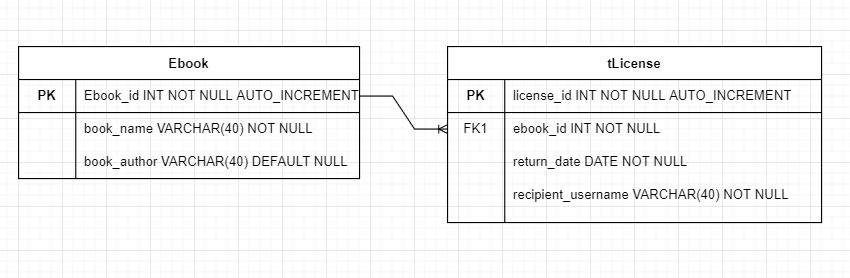 Ebook
PK Ebook_id INT NOT NULL AUTO_INCREMENT
book_name VARCHAR(40) NOT NULL
book_author VARCHAR(40) DEFAULT NULL
tLicense
PK license_id INT NOT NULL AUTO_INCREMENT
FK1 ebook_id INT NOT NULL
return_date DATE NOT NULL
recipient_username VARCHAR(40) NOT NULL